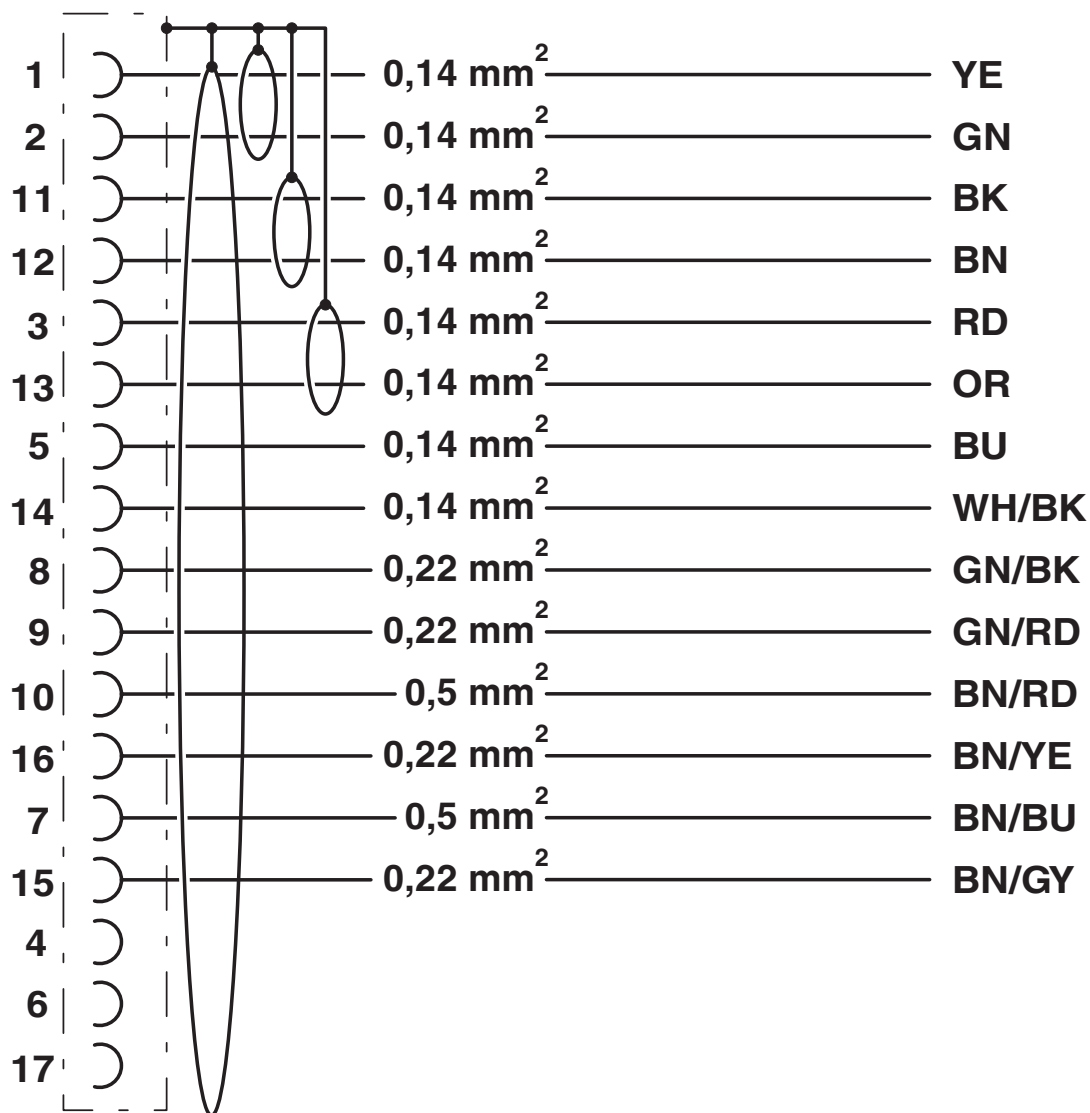 1 0,14 mm² YE
2 0,14 mm² GN
11 0,14 mm² BK
12 0,14 mm² BN
3 0,14 mm² RD
13 0,14 mm² OR
5 0,14 mm² BU
14 0,14 mm² WH/BK
8 0,22 mm² GN/BK
9 0,22 mm² GN/RD
10 0,5 mm² BN/RD
16 0,22 mm² BN/YE
7 0,5 mm² BN/BU
15 0,22 mm² BN/GY
4
6
17